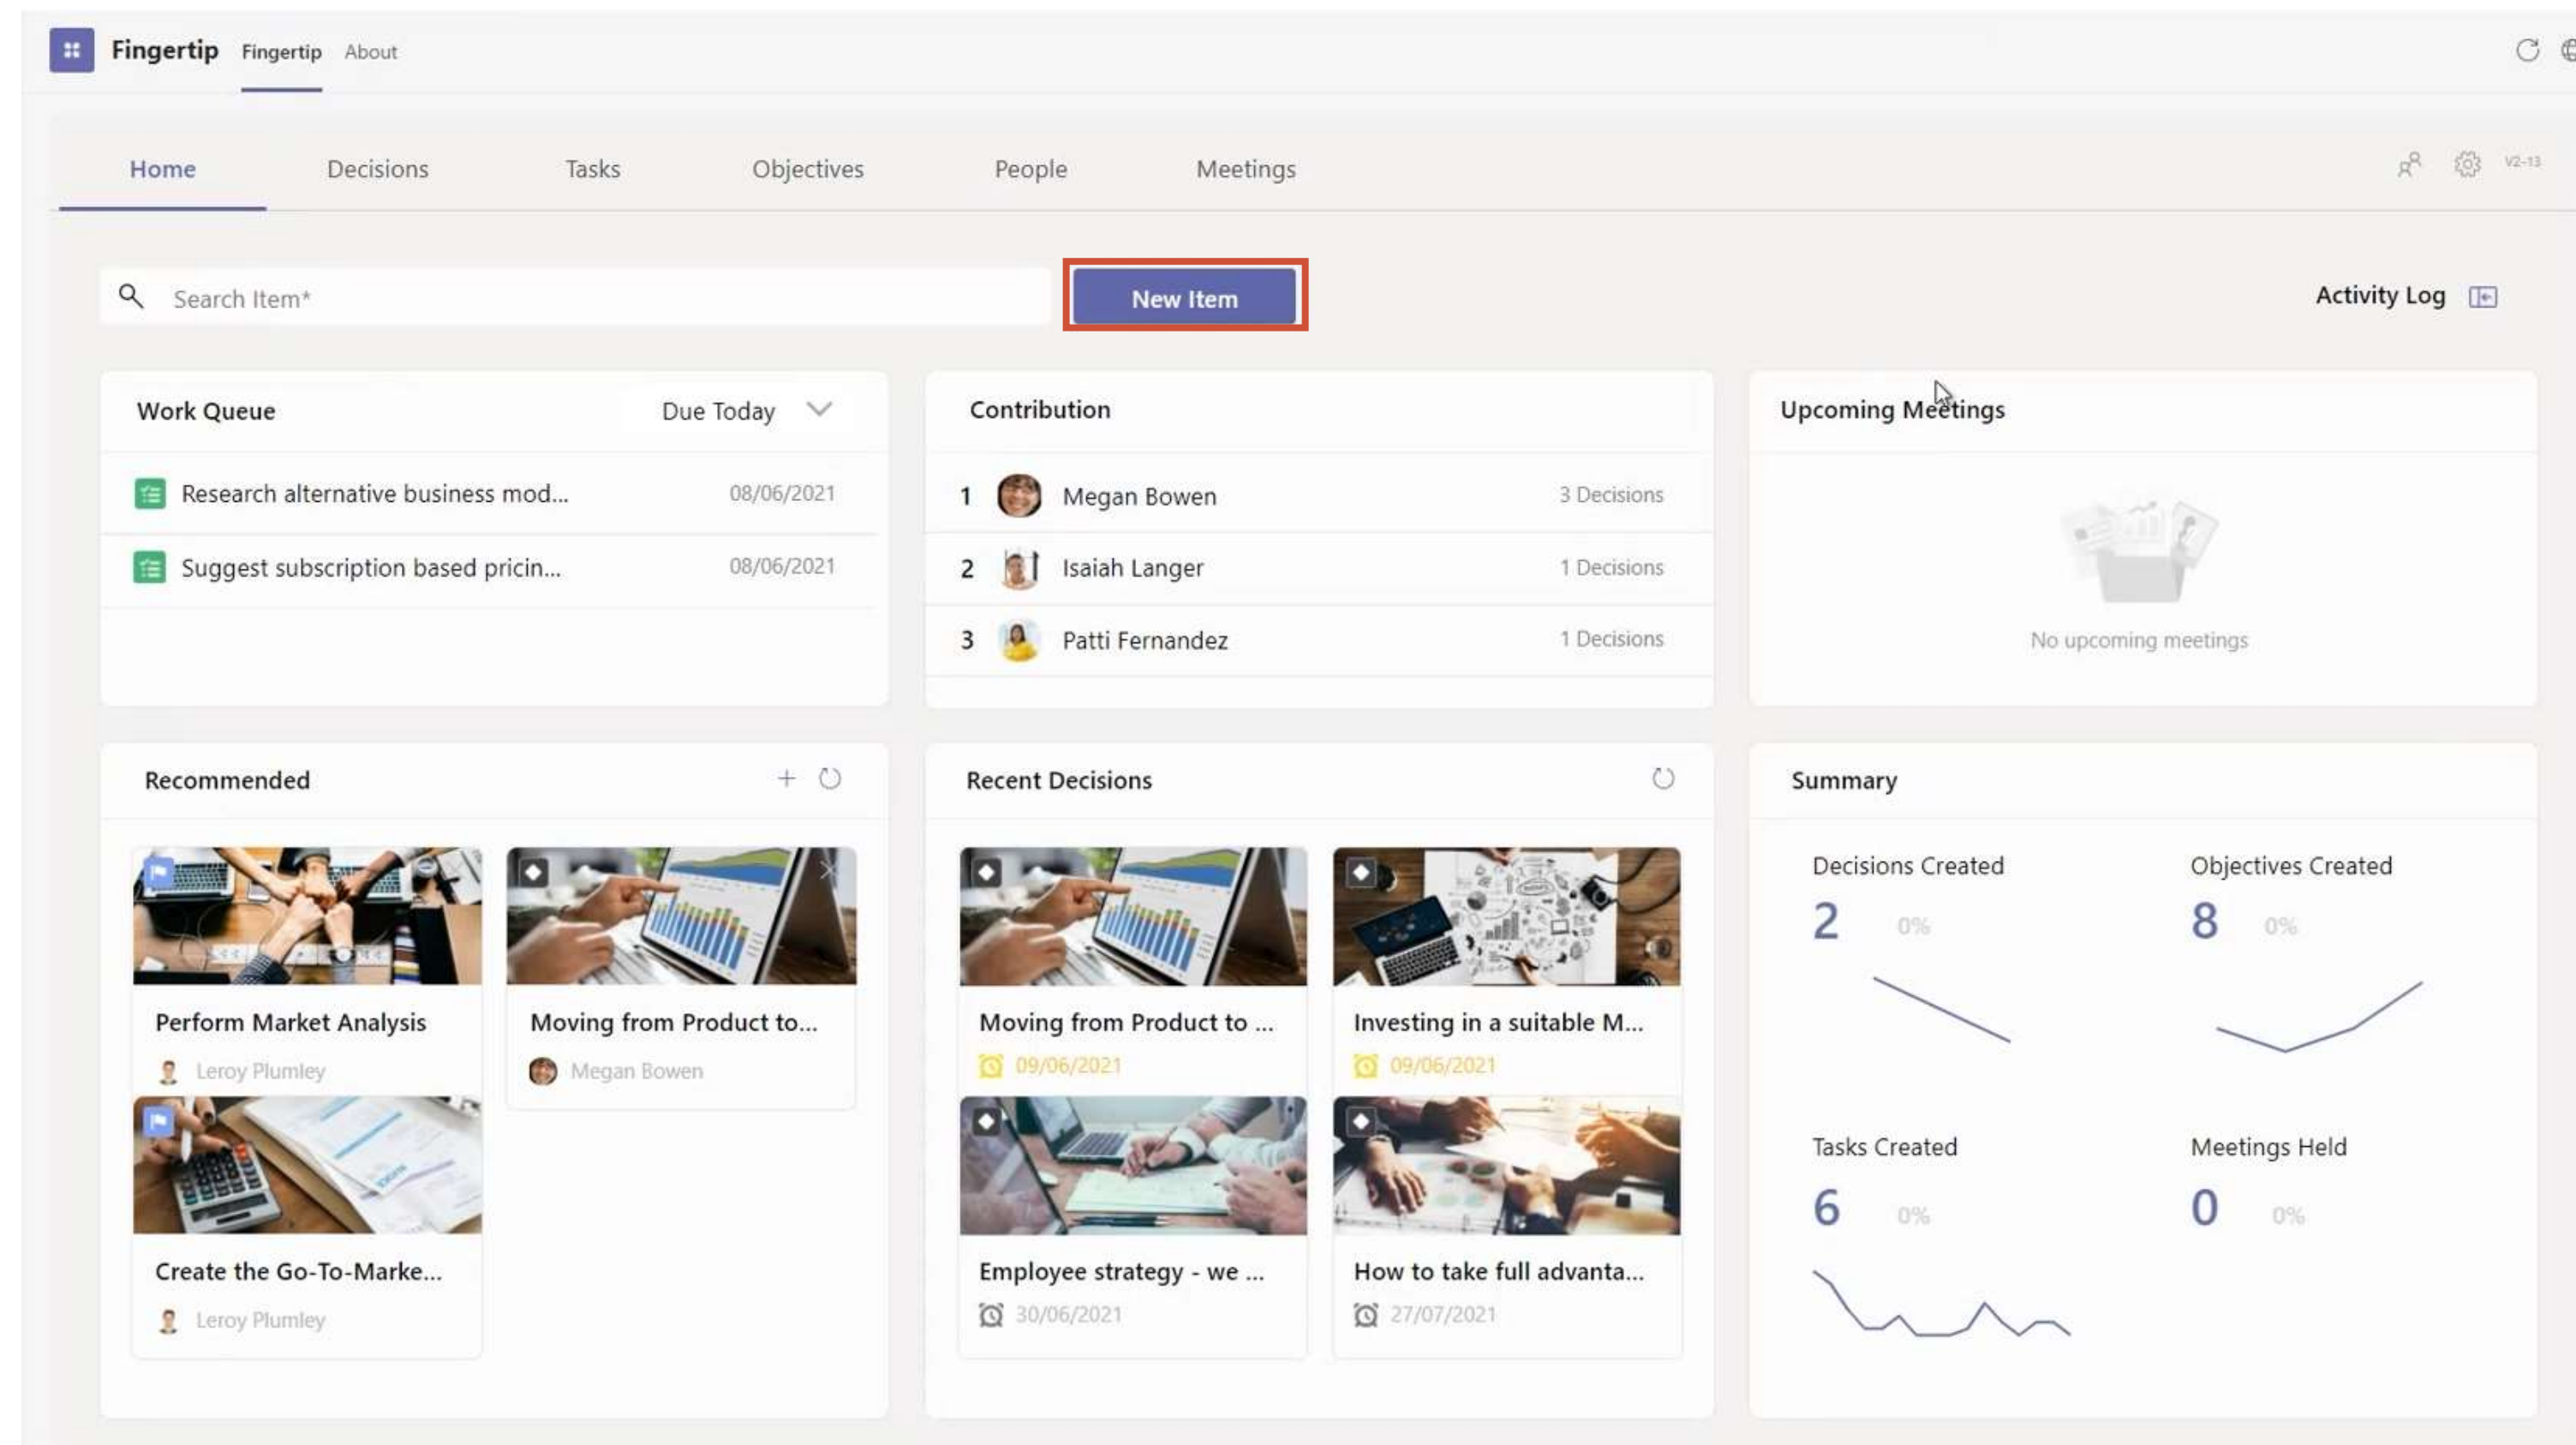 Fingertip Fingertip About
Home Decisions Tasks Objectives People Meetings V2-13
Search Item* New Item Activity Log
Work Queue Due Today
Research alternative business mod... 08/06/2021
Suggest subscription based pricin... 08/06/2021
Contribution
1 Megan Bowen 3 Decisions
2 Isaiah Langer 1 Decisions
3 Patti Fernandez 1 Decisions
Upcoming Meetings
No upcoming meetings
Recommended
Perform Market Analysis
Leroy Plumley
Moving from Product to...
Megan Bowen
Create the Go-To-Marke...
Leroy Plumley
Recent Decisions
Moving from Product to ...
09/06/2021
Investing in a suitable M...
09/06/2021
Employee strategy - we ...
30/06/2021
How to take full advanta...
27/07/2021
Summary
Decisions Created
2 0%
Objectives Created
8 0%
Tasks Created
6 0%
Meetings Held
0 0%